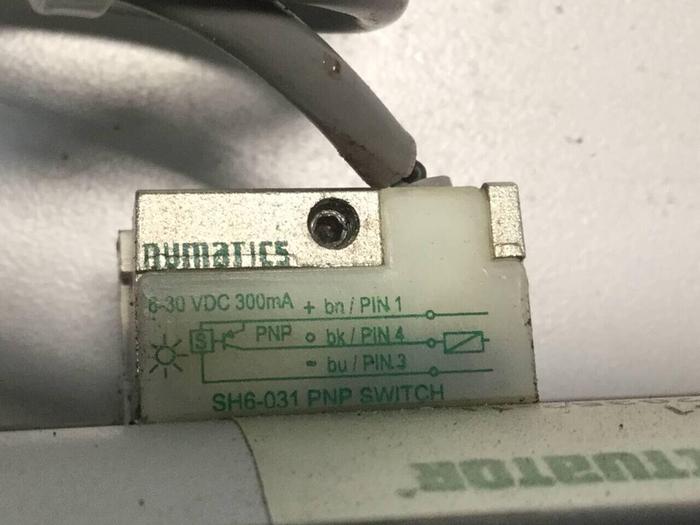 numatics
6-30 VDC 300mA + bn / PIN 1
S PNP o bk / PIN 4
- bu / PIN 3
SH6-031 PNP SWITCH